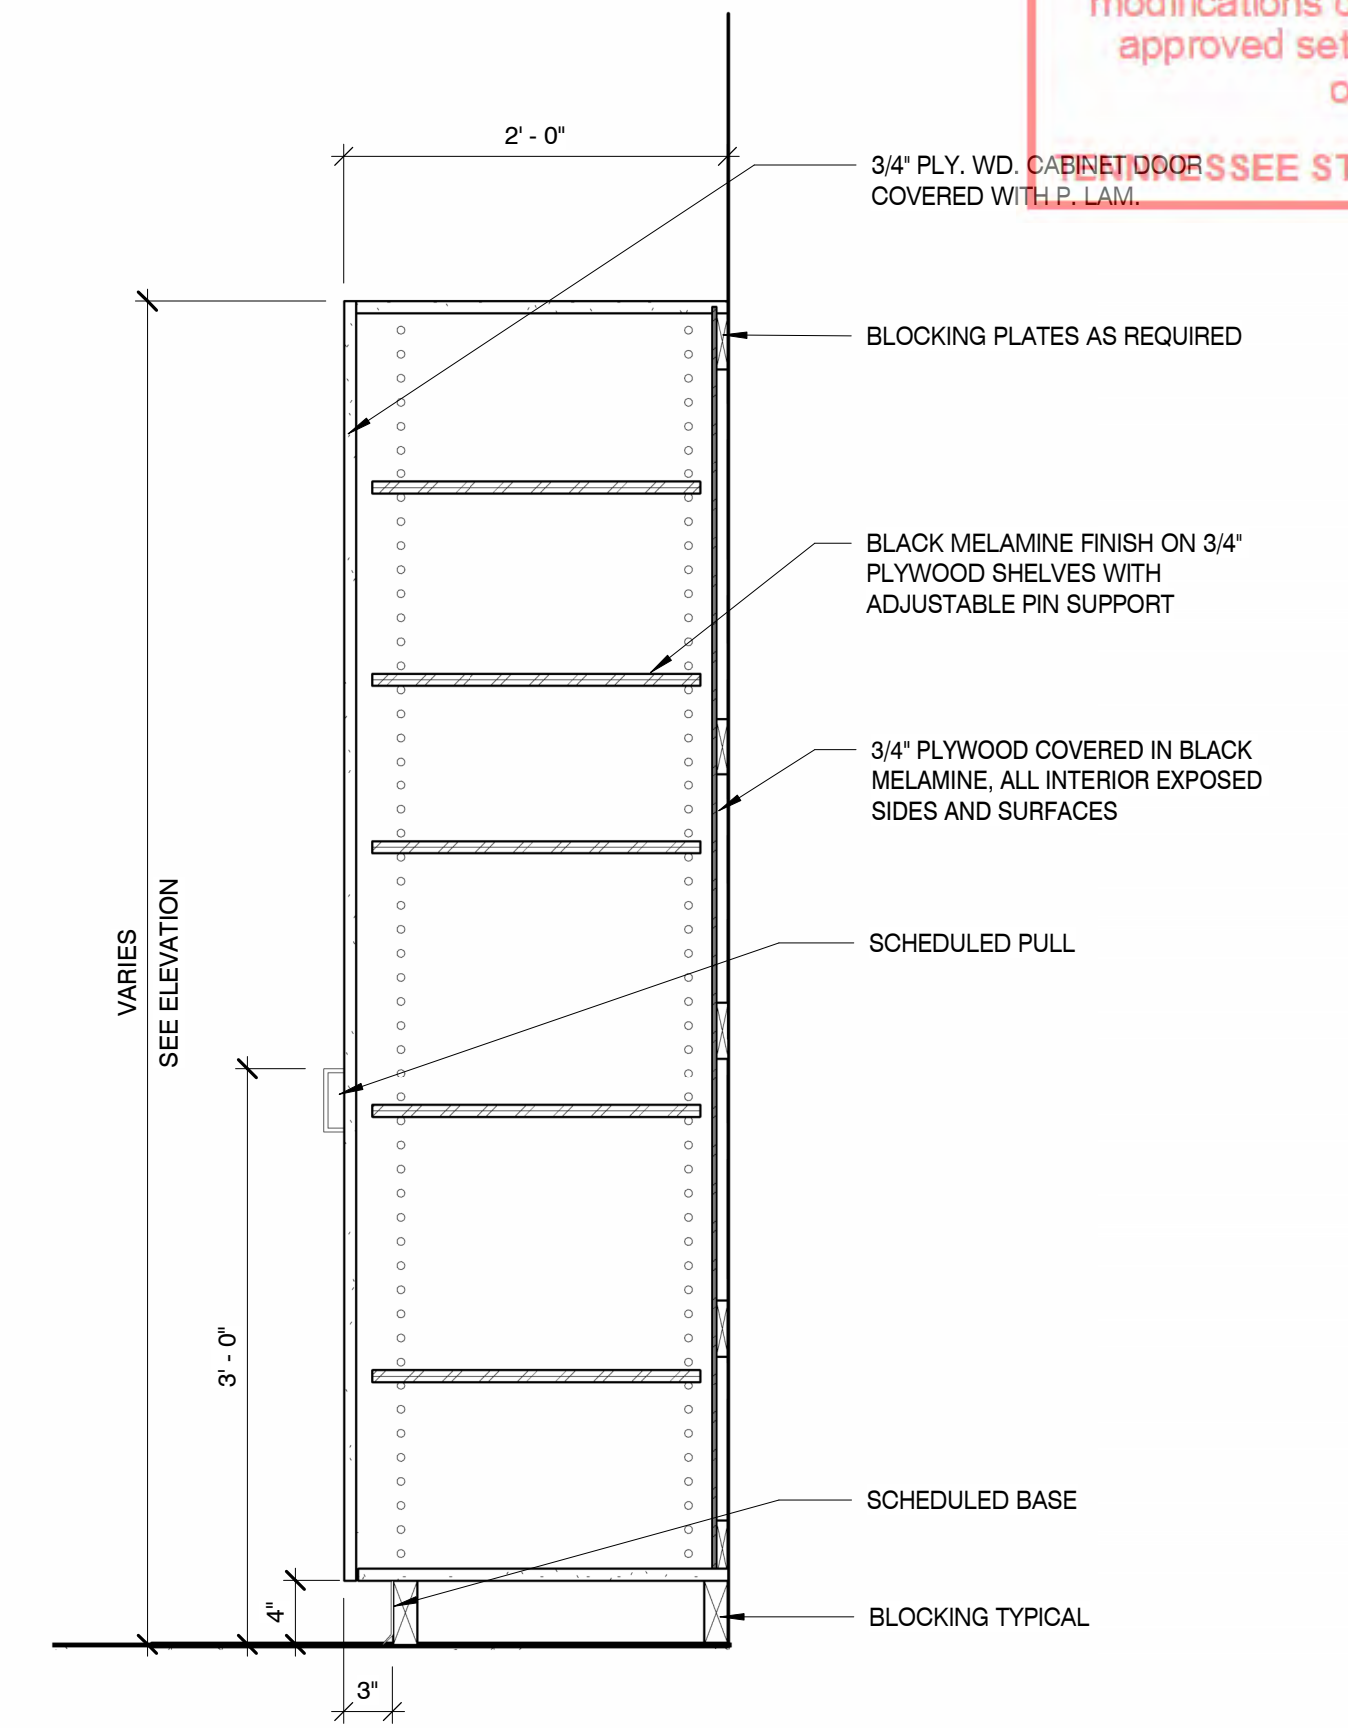 modifications
approved set
2' - 0"
3/4" PLY. WD. CABINET DOOR
COVERED WITH P. LAM.
TENNNESSEE ST
BLOCKING PLATES AS REQUIRED
BLACK MELAMINE FINISH ON 3/4"
PLYWOOD SHELVES WITH
ADJUSTABLE PIN SUPPORT
3/4" PLYWOOD COVERED IN BLACK
MELAMINE, ALL INTERIOR EXPOSED
SIDES AND SURFACES
VARIES
SEE ELEVATION
SCHEDULED PULL
3' - 0"
SCHEDULED BASE
4"
BLOCKING TYPICAL
3"